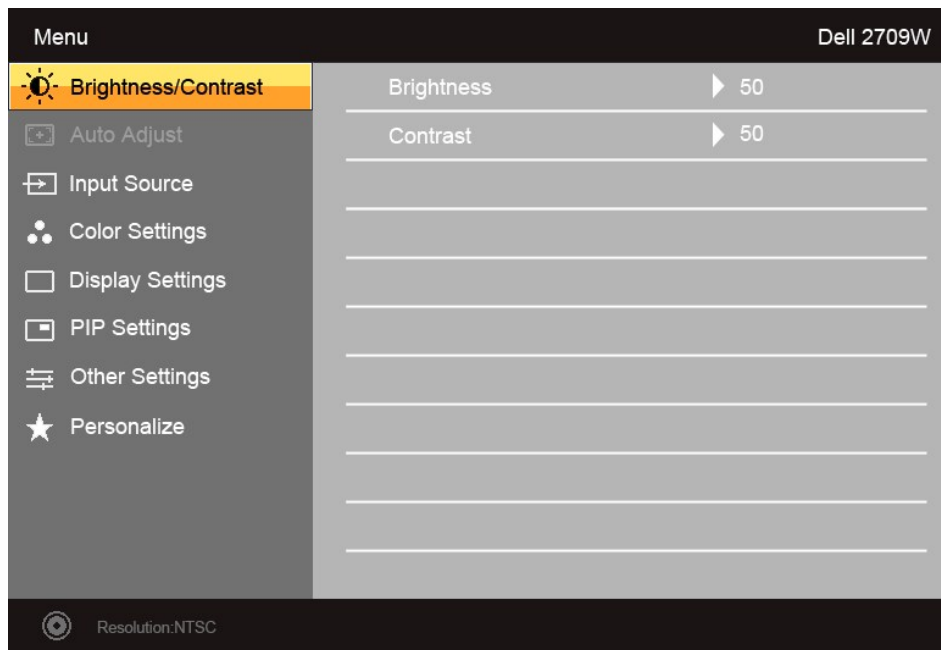 Menu Dell 2709W
Brightness/Contrast Brightness 50
Auto Adjust Contrast 50
Input Source
Color Settings
Display Settings
PIP Settings
Other Settings
Personalize
Resolution:NTSC